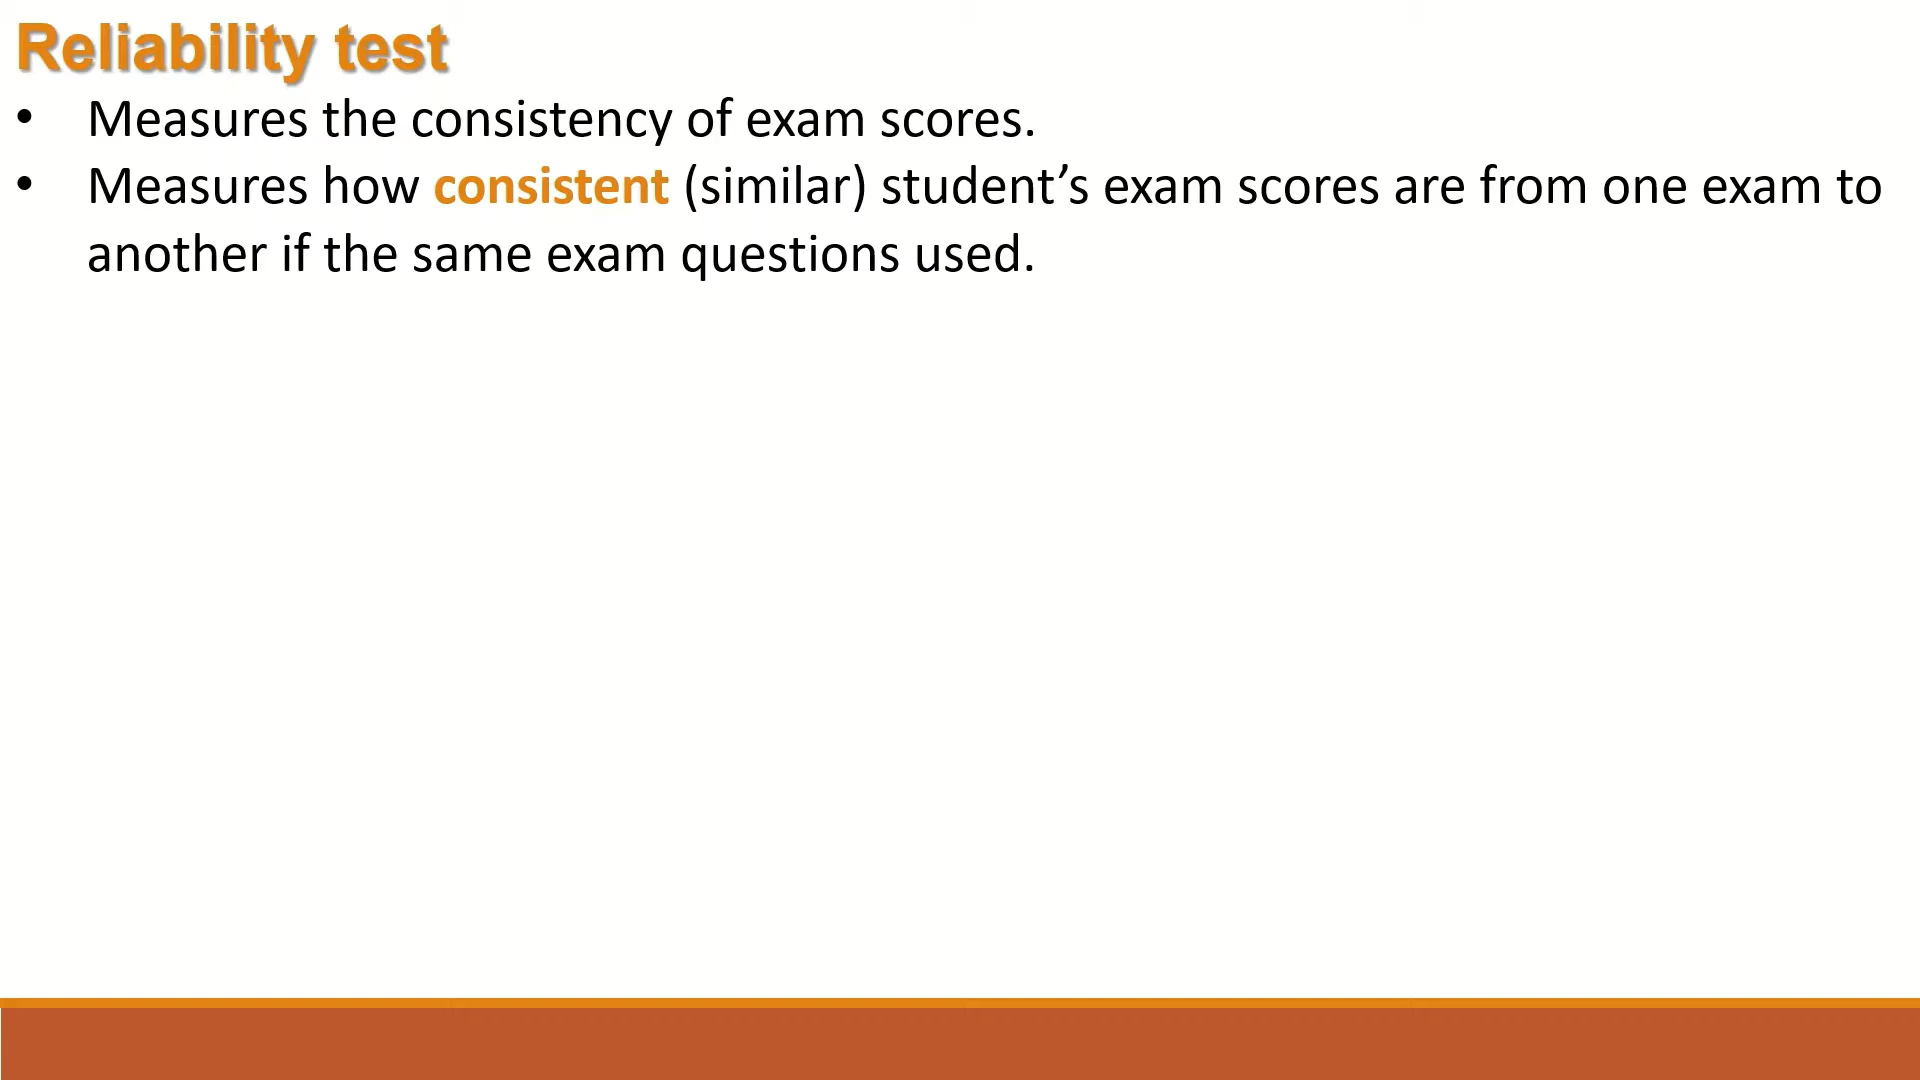 Reliability test
• Measures the consistency of exam scores.
• Measures how consistent (similar) student’s exam scores are from one exam to
another if the same exam questions used.